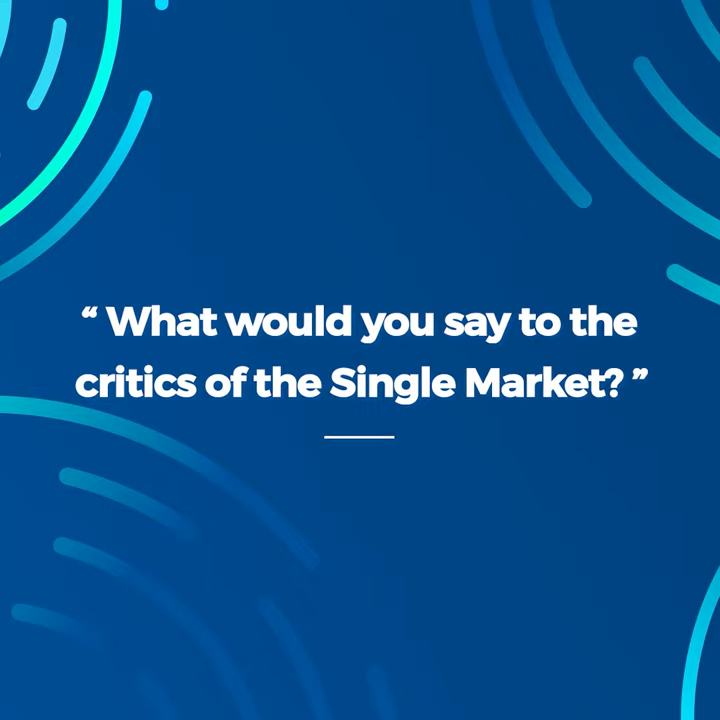 “ What would you say to the
critics of the Single Market? ”